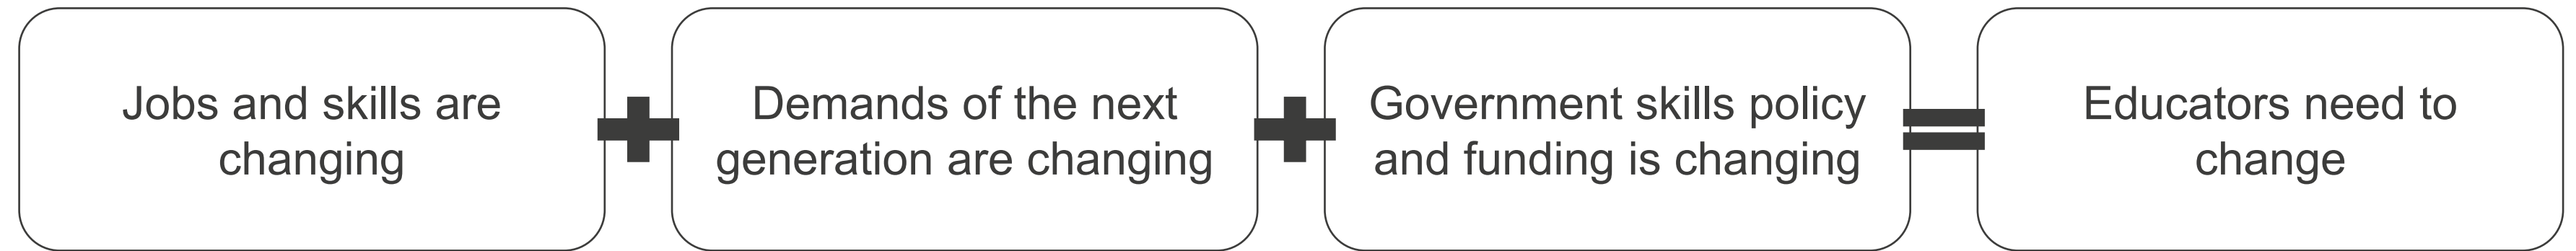 Jobs and skills are
changing
Demands of the next
generation are changing
Government skills policy
and funding is changing
Educators need to
change